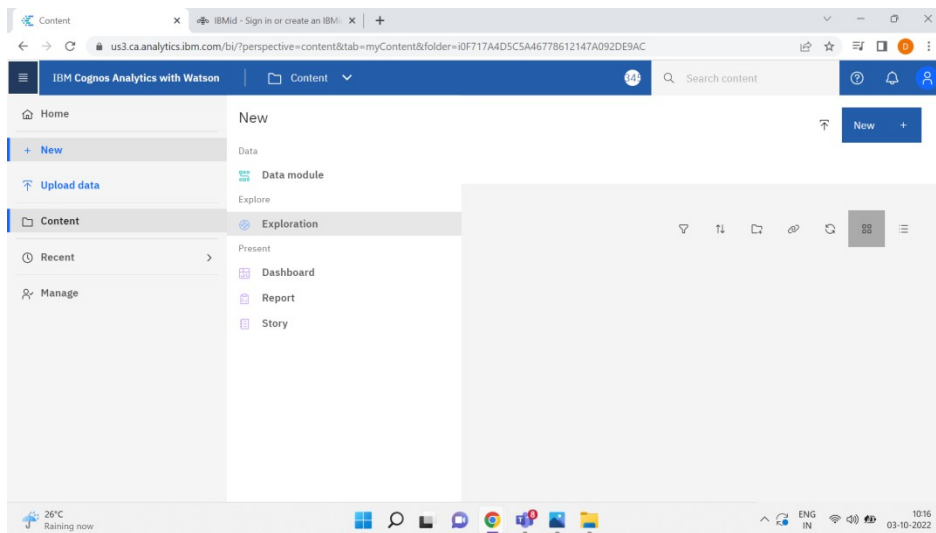 Content
IBMid - Sign in or create an IBMi
us3.ca.analytics.ibm.com/bi/?perspective=content&tab=myContent&folder=i0F717A4D5C5A46778612147A092DE9AC
D
IBM Cognos Analytics with Watson
Content
Search content
Home
New
New +
+ New
Data
Upload data
Data module
Explore
Content
Exploration
Present
Recent
Dashboard
Manage
Report
Story
26°C
Raining now
8
ENG
IN
10:16
03-10-2022